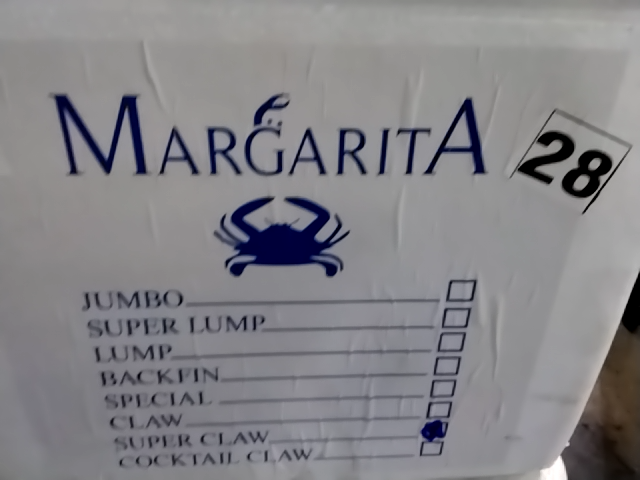 MARGARITA
28
JUMBO
SUPER LUMP
LUMP
BACKFIN
SPECIAL
CLAW
SUPER CLAW
COCKTAIL CLAW